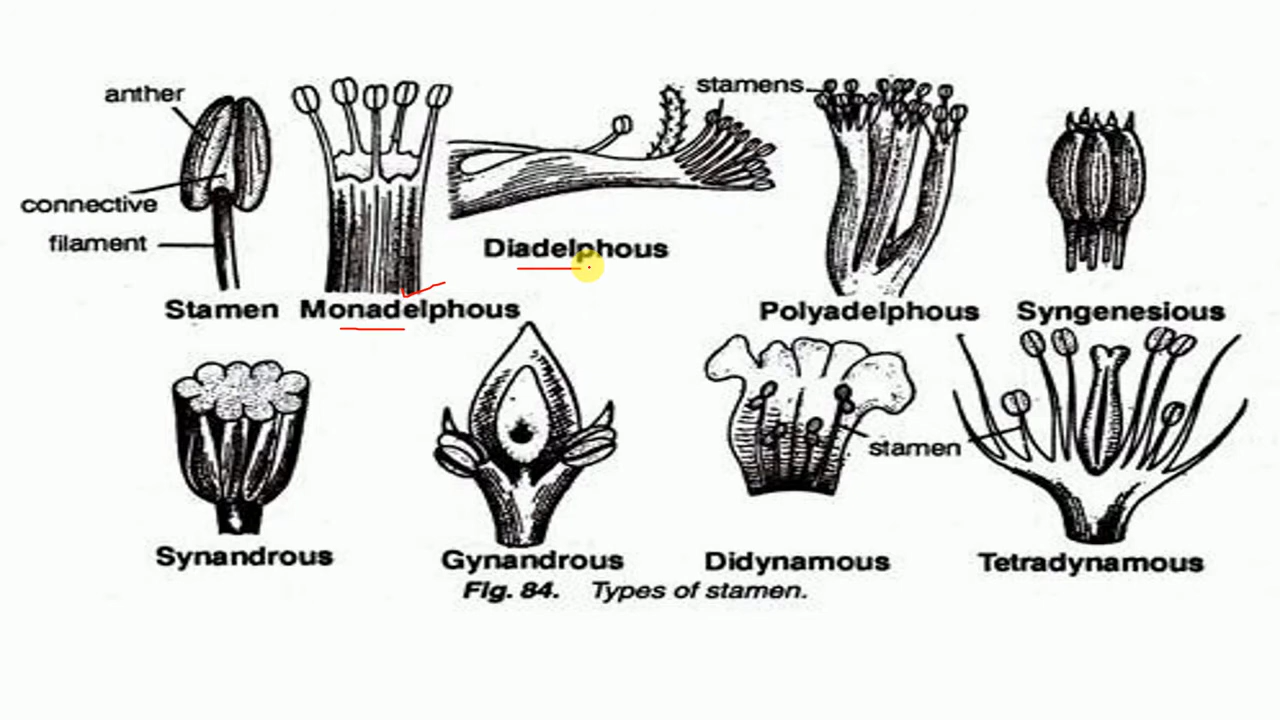 anther
stamens
connective
filament
Diadelphous
Stamen
Monadelphous
Polyadelphous
Syngenesious
stamen
Synandrous
Gynandrous
Didynamous
Tetradynamous
Fig. 84. Types of stamen.